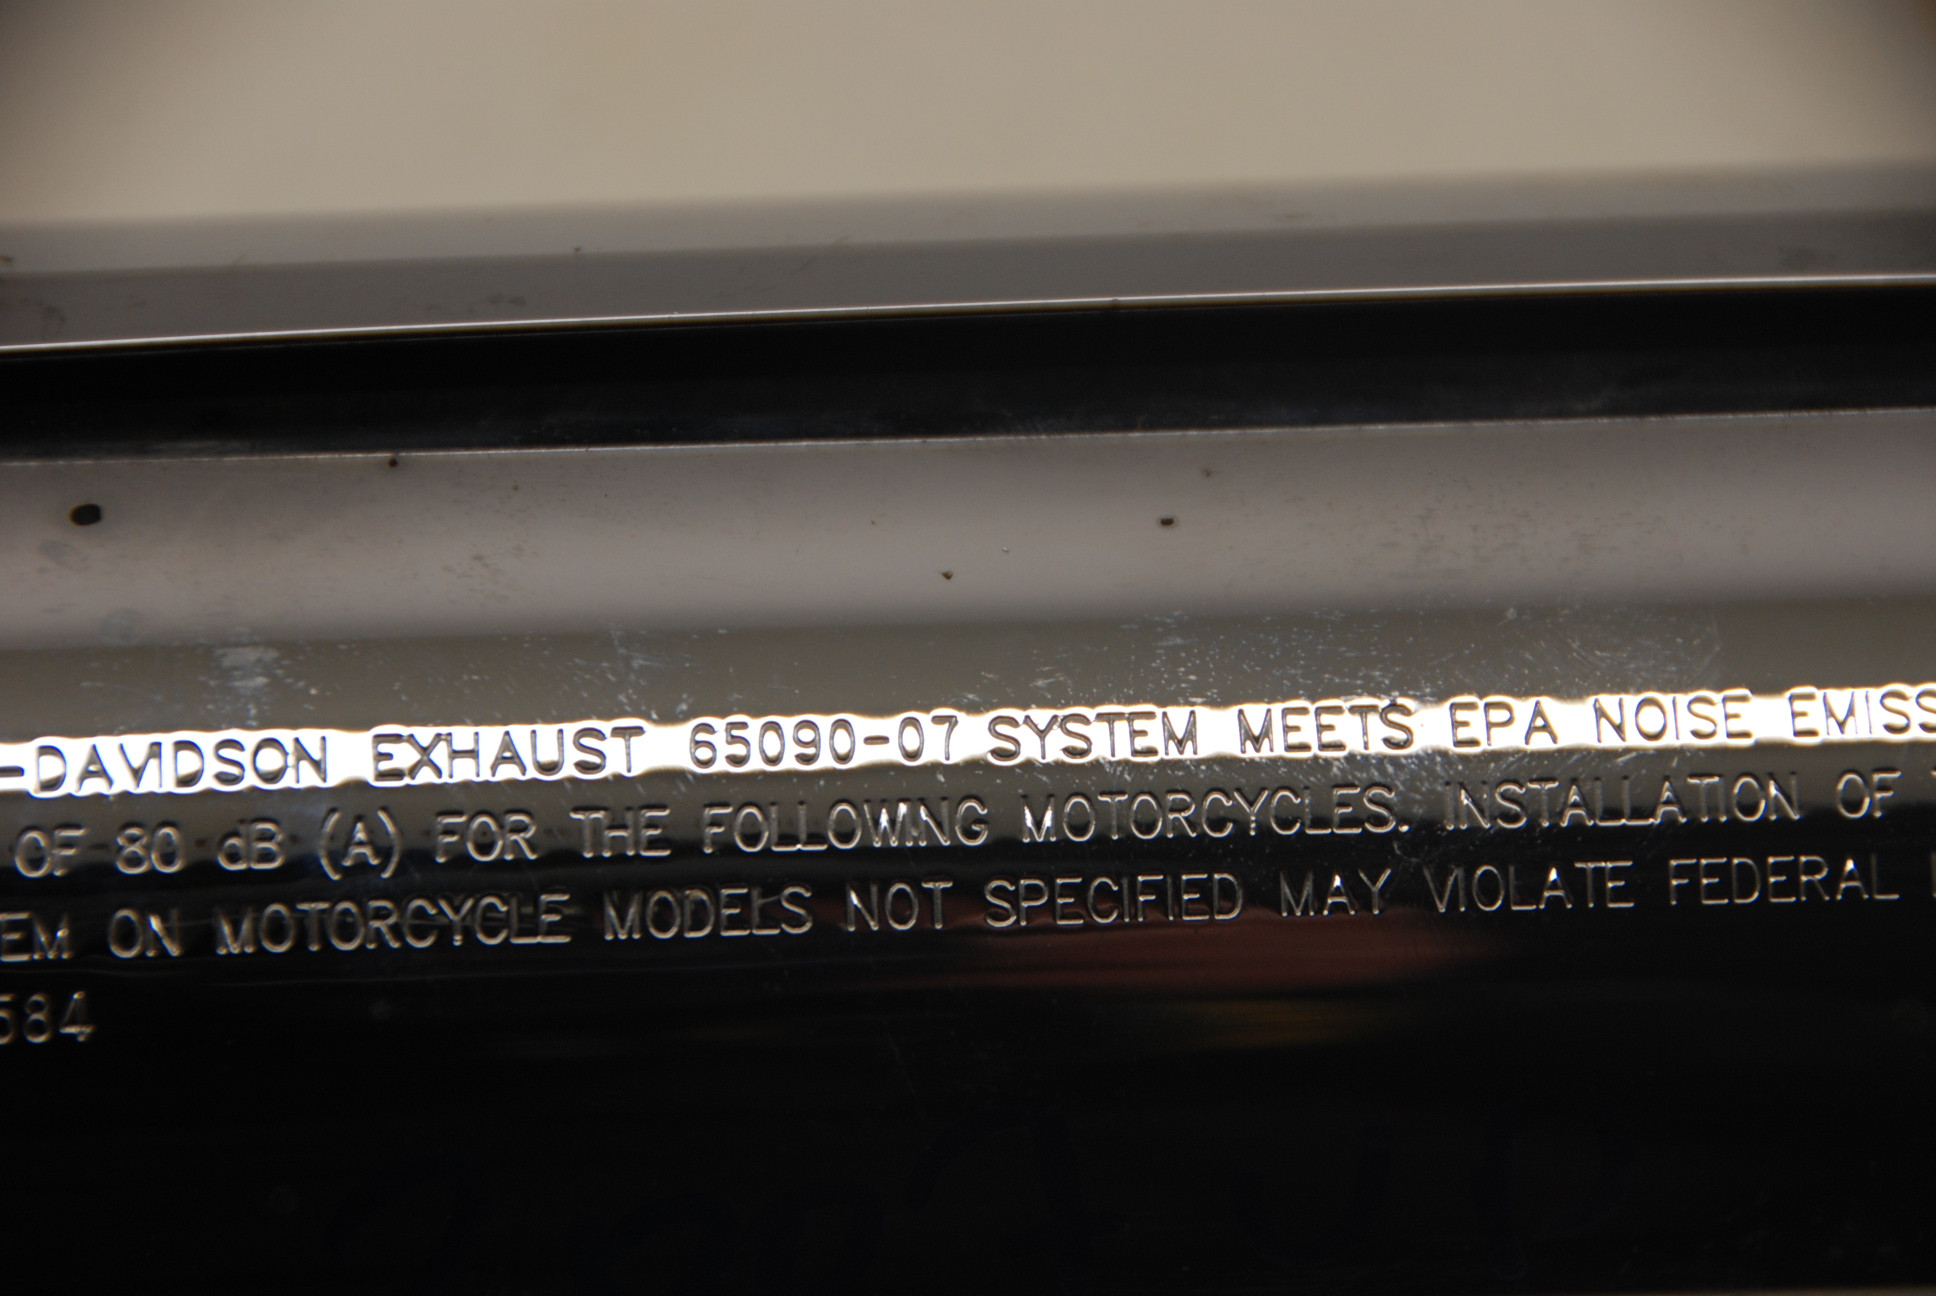 -DAVIDSON EXHAUST 65090-07 SYSTEM MEETS EPA NOISE EMISS
OF 80 dB (A) FOR THE FOLLOWING MOTORCYCLES. INSTALLATION OF
EM ON MOTORCYCLE MODELS NOT SPECIFIED MAY VIOLATE FEDERAL
584